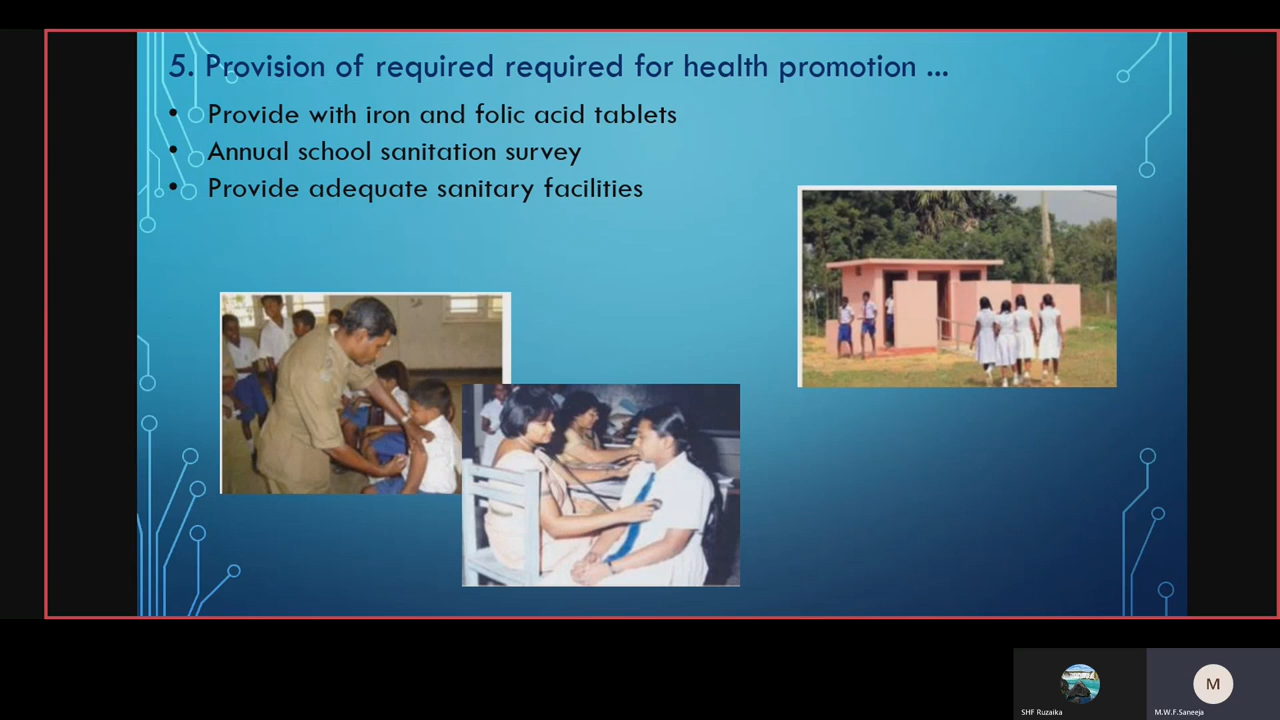 5. Provision of required required for health promotion ...
• Provide with iron and folic acid tablets
• Annual school sanitation survey
• Provide adequate sanitary facilities
M
SHF Ruzaika
M.W.F.Saneeja